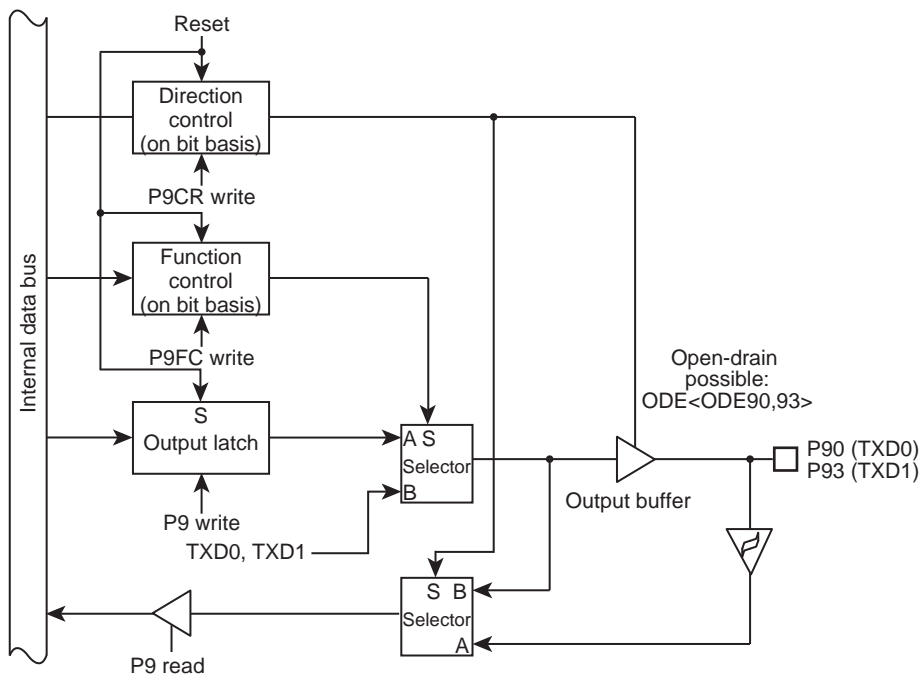 Reset
Direction
control
(on bit basis)
P9CR write
Internal data bus
Function
control
(on bit basis)
P9FC write
Open-drain
possible:
ODE<ODE90,93>
S
Output latch
A S
Selector
B
P90 (TXD0)
P93 (TXD1)
Output buffer
P9 write
TXD0, TXD1
S B
Selector
A
P9 read